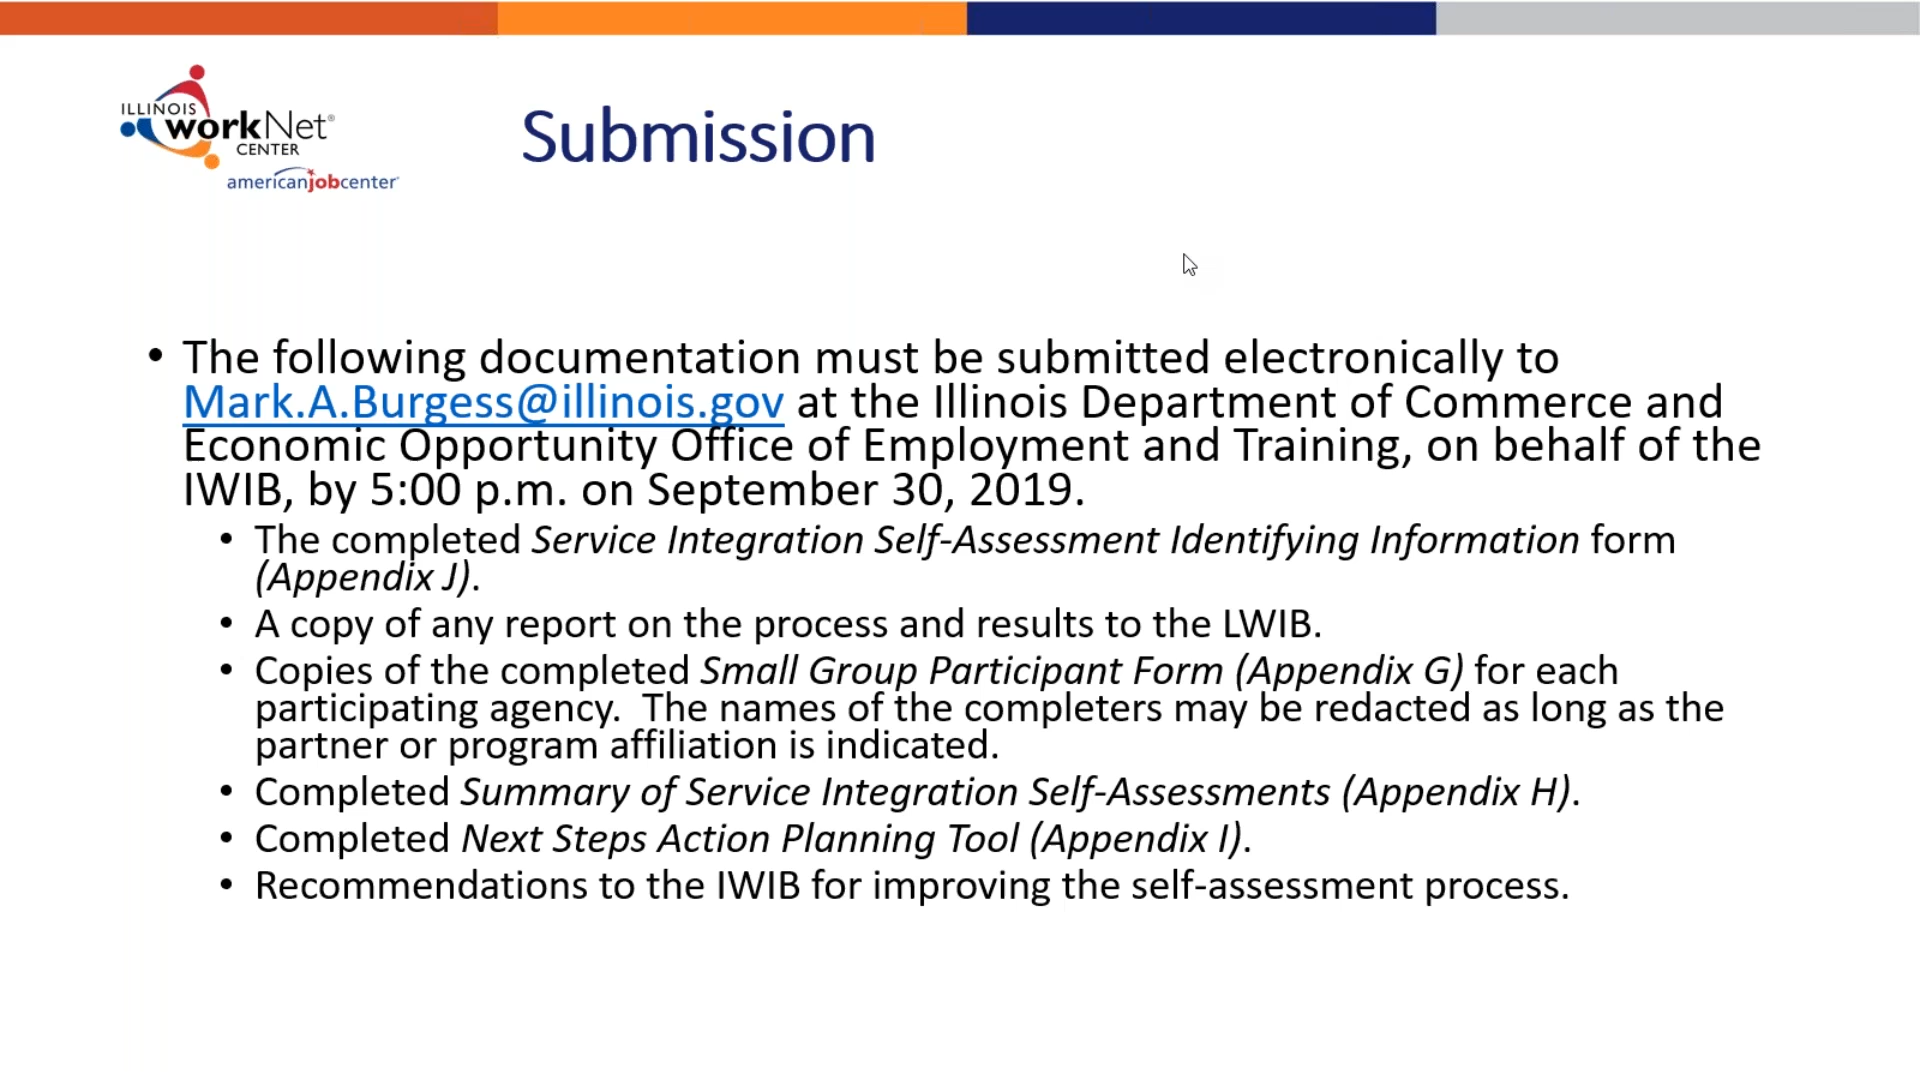 ILLINOIS
workNet®
CENTER
americanjobcenter
Submission
• The following documentation must be submitted electronically to
Mark.A.Burgess@illinois.gov at the Illinois Department of Commerce and
Economic Opportunity Office of Employment and Training, on behalf of the
IWIB, by 5:00 p.m. on September 30, 2019.
• The completed Service Integration Self-Assessment Identifying Information form
(Appendix J).
• A copy of any report on the process and results to the LWIB.
• Copies of the completed Small Group Participant Form (Appendix G) for each
participating agency.  The names of the completers may be redacted as long as the
partner or program affiliation is indicated.
• Completed Summary of Service Integration Self-Assessments (Appendix H).
• Completed Next Steps Action Planning Tool (Appendix I).
• Recommendations to the IWIB for improving the self-assessment process.